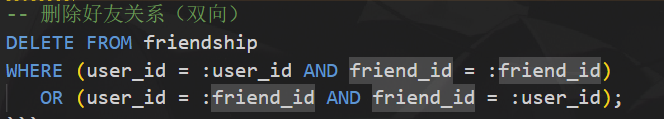 -- 删除好友关系（双向）
DELETE FROM friendship
WHERE (user_id = :user_id AND friend_id = :friend_id)
   OR (user_id = :friend_id AND friend_id = :user_id);